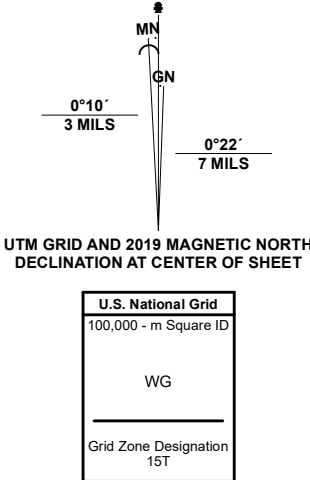 MN
GN
0°10´
3 MILS
0°22´
7 MILS
UTM GRID AND 2019 MAGNETIC NORTH
DECLINATION AT CENTER OF SHEET
U.S. National Grid
100,000 - m Square ID
WG
Grid Zone Designation
15T